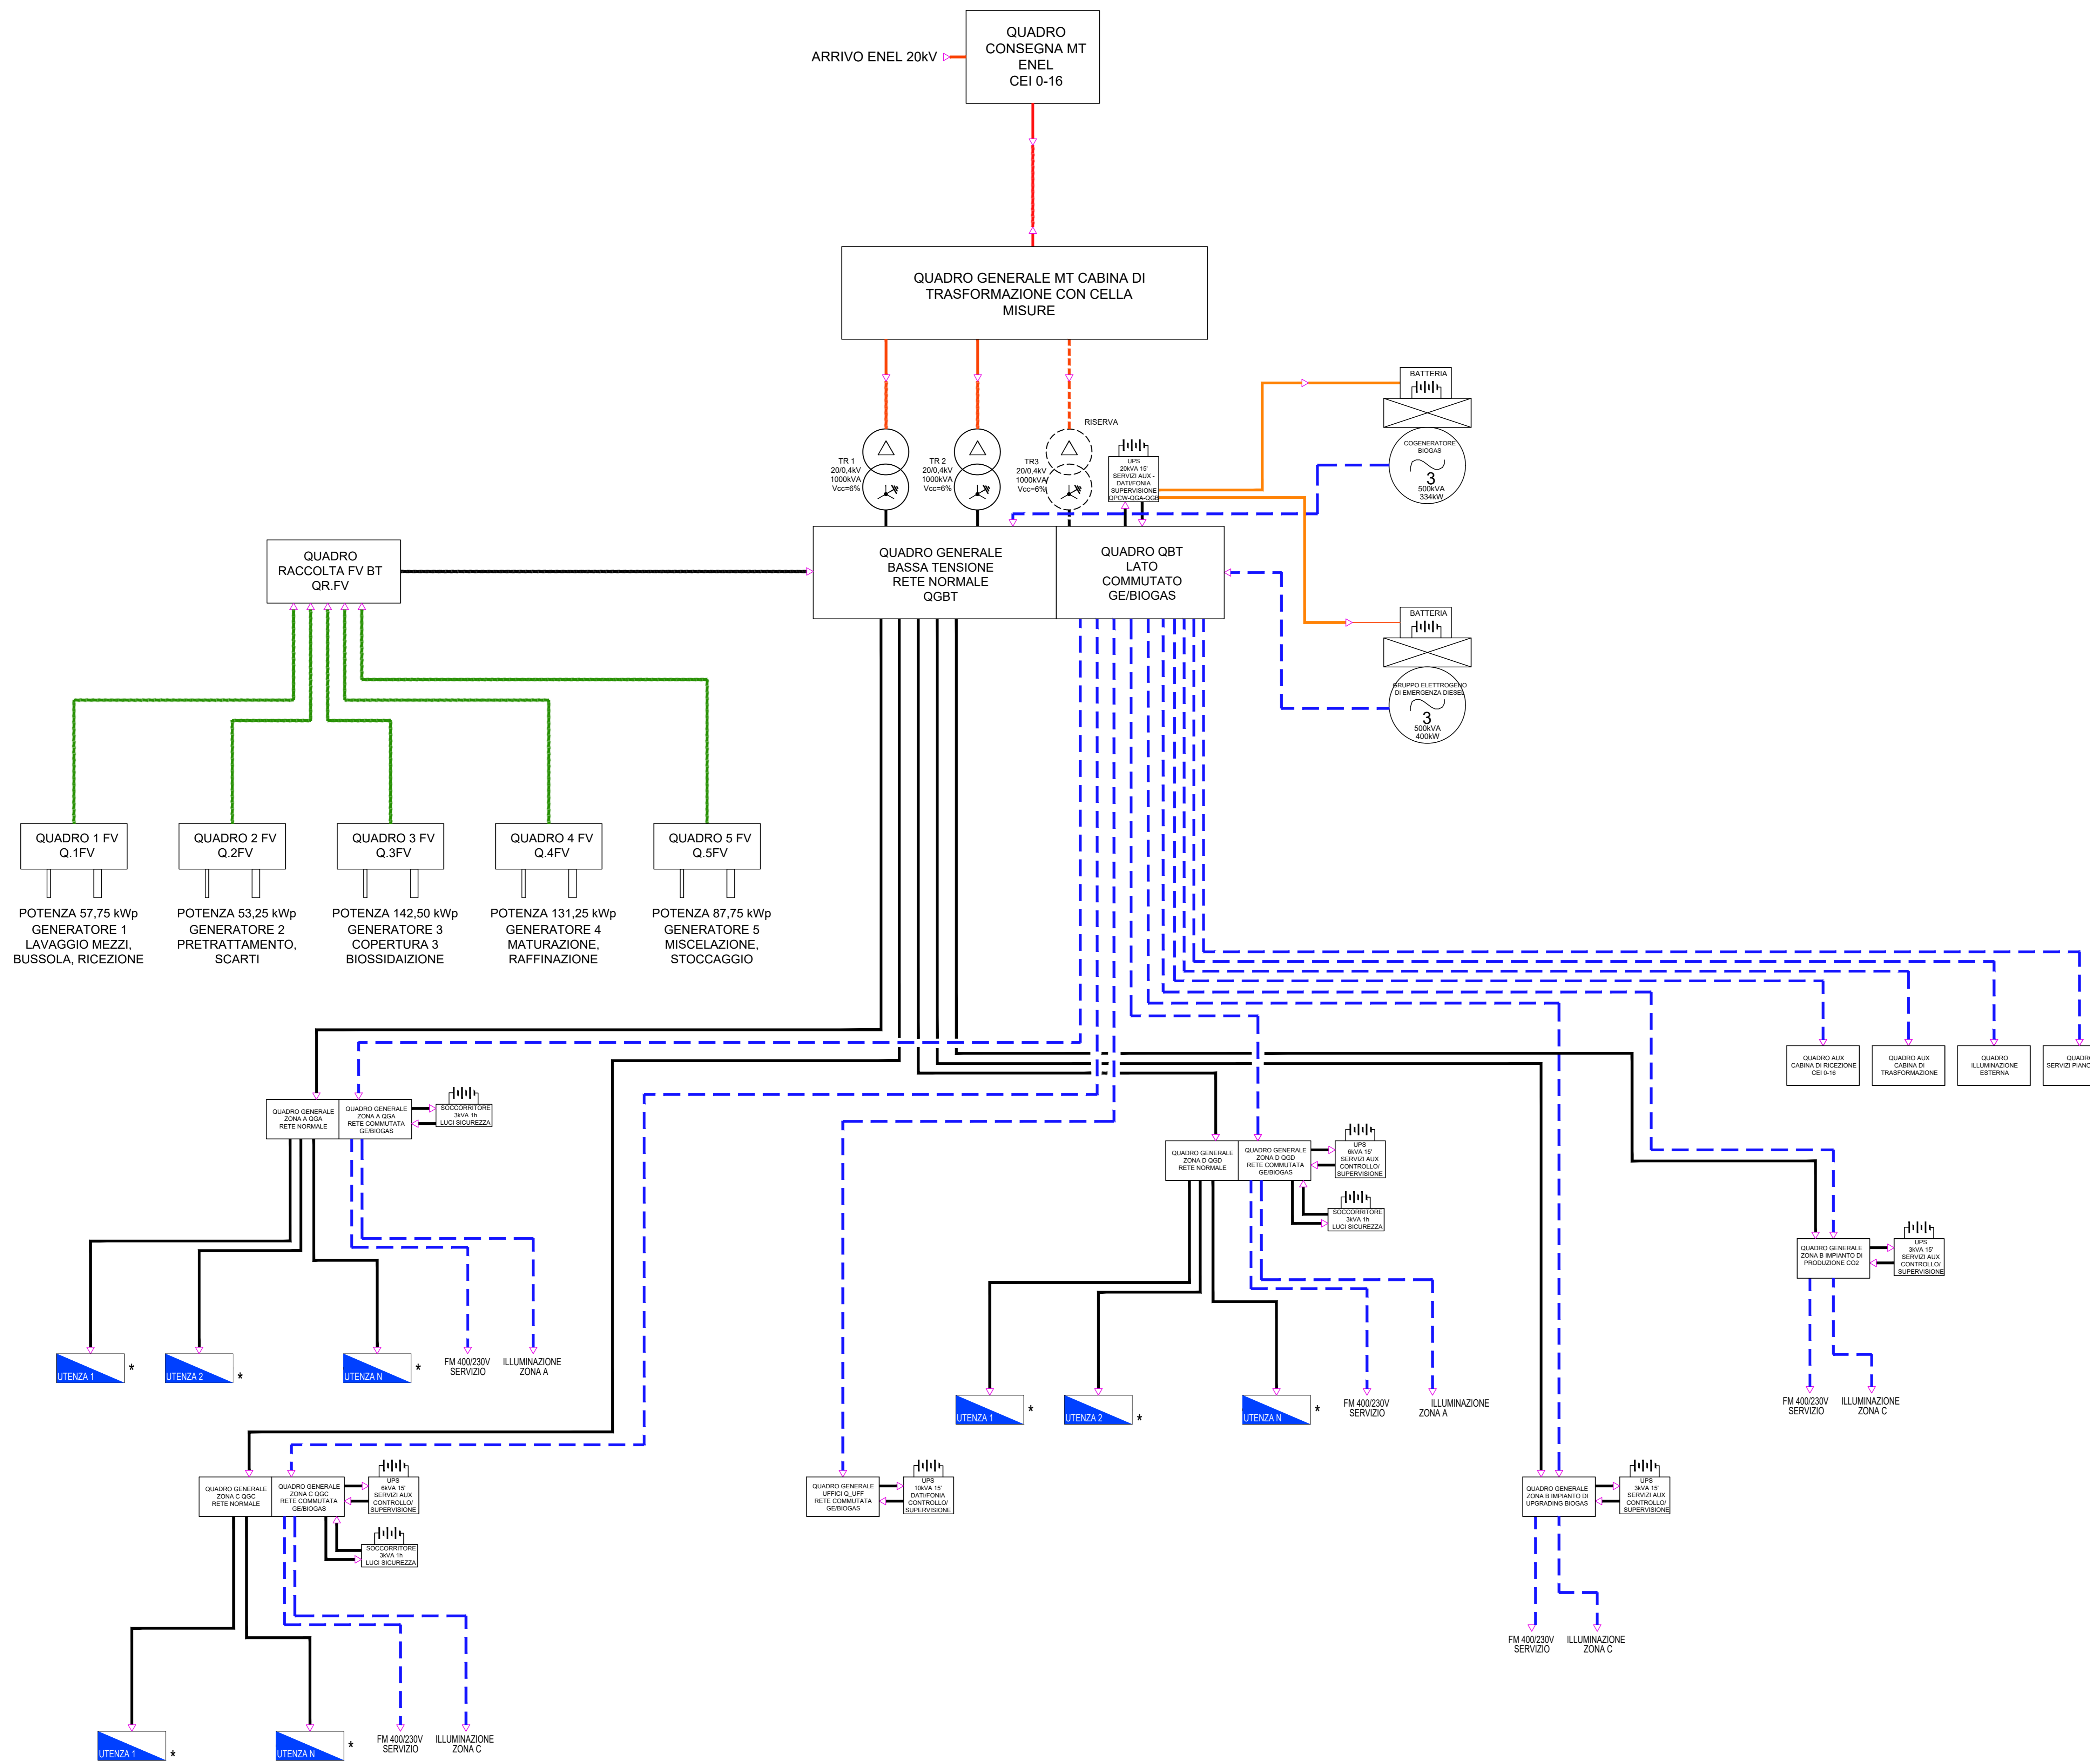 QUADRO
CONSEGNA MT
ENEL
CEI 0-16
ARRIVO ENEL 20kV
QUADRO GENERALE MT CABINA DI
TRASFORMAZIONE CON CELLA
MISURE
RISERVA
TR 1
20/0,4kV
1000kVA
Vcc=6%
TR 2
20/0,4kV
1000kVA
Vcc=6%
TR3
20/0,4kV
1000kVA
Vcc=6%
UPS
20kVA 15'
SERVIZI AUX -
DATI/FONIA
SUPERVISIONE
QPCW-QGA-QGB
BATTERIA
COGENERATORE
BIOGAS
3
500kVA
334kW
QUADRO
RACCOLTA FV BT
QR.FV
QUADRO GENERALE
BASSA TENSIONE
RETE NORMALE
QGBT
QUADRO QBT
LATO
COMMUTATO
GE/BIOGAS
BATTERIA
GRUPPO ELETTROGENO
DI EMERGENZA DIESEL
3
500kVA
400kW
QUADRO 1 FV
Q.1FV
POTENZA 57,75 kWp
GENERATORE 1
LAVAGGIO MEZZI,
BUSSOLA, RICEZIONE
QUADRO 2 FV
Q.2FV
POTENZA 53,25 kWp
GENERATORE 2
PRETRATTAMENTO,
SCARTI
QUADRO 3 FV
Q.3FV
POTENZA 142,50 kWp
GENERATORE 3
COPERTURA 3
BIOSSIDAIZIONE
QUADRO 4 FV
Q.4FV
POTENZA 131,25 kWp
GENERATORE 4
MATURAZIONE,
RAFFINAZIONE
QUADRO 5 FV
Q.5FV
POTENZA 87,75 kWp
GENERATORE 5
MISCELAZIONE,
STOCCAGGIO
QUADRO AUX
CABINA DI RICEZIONE
CEI 0-16
QUADRO AUX
CABINA DI
TRASFORMAZIONE
QUADRO
ILLUMINAZIONE
ESTERNA
QUADRO
SERVIZI
QUADRO GENERALE
ZONA A QGA
RETE NORMALE
QUADRO GENERALE
ZONA A QGA
RETE COMMUTATA
GE/BIOGAS
SOCCORRITORE
3kVA 1h
LUCI SICUREZZA
QUADRO GENERALE
ZONA D QGD
RETE NORMALE
QUADRO GENERALE
ZONA D QGD
RETE COMMUTATA
GE/BIOGAS
UPS
6kVA 15'
SERVIZI AUX
CONTROLLO/
SUPERVISIONE
SOCCORRITORE
3kVA 1h
LUCI SICUREZZA
QUADRO GENERALE
ZONA B IMPIANTO DI
PRODUZIONE CO2
UPS
3kVA 15'
SERVIZI AUX
CONTROLLO/
SUPERVISIONE
UTENZA 1 *
UTENZA 2 *
UTENZA N *
FM 400/230V
SERVIZIO
ILLUMINAZIONE
ZONA A
UTENZA 1 *
UTENZA 2 *
UTENZA N *
FM 400/230V
SERVIZIO
ILLUMINAZIONE
ZONA A
FM 400/230V
SERVIZIO
ILLUMINAZIONE
ZONA C
QUADRO GENERALE
ZONA C QGC
RETE NORMALE
QUADRO GENERALE
ZONA C QGC
RETE COMMUTATA
GE/BIOGAS
UPS
6kVA 15'
SERVIZI AUX
CONTROLLO/
SUPERVISIONE
SOCCORRITORE
3kVA 1h
LUCI SICUREZZA
QUADRO GENERALE
UFFICI Q_UFF
RETE COMMUTATA
GE/BIOGAS
UPS
10kVA 15'
DATI/FONIA
CONTROLLO/
SUPERVISIONE
QUADRO GENERALE
ZONA B IMPIANTO DI
UPGRADING BIOGAS
UPS
3kVA 15'
SERVIZI AUX
CONTROLLO/
SUPERVISIONE
FM 400/230V
SERVIZIO
ILLUMINAZIONE
ZONA C
UTENZA 1 *
UTENZA N *
FM 400/230V
SERVIZIO
ILLUMINAZIONE
ZONA C